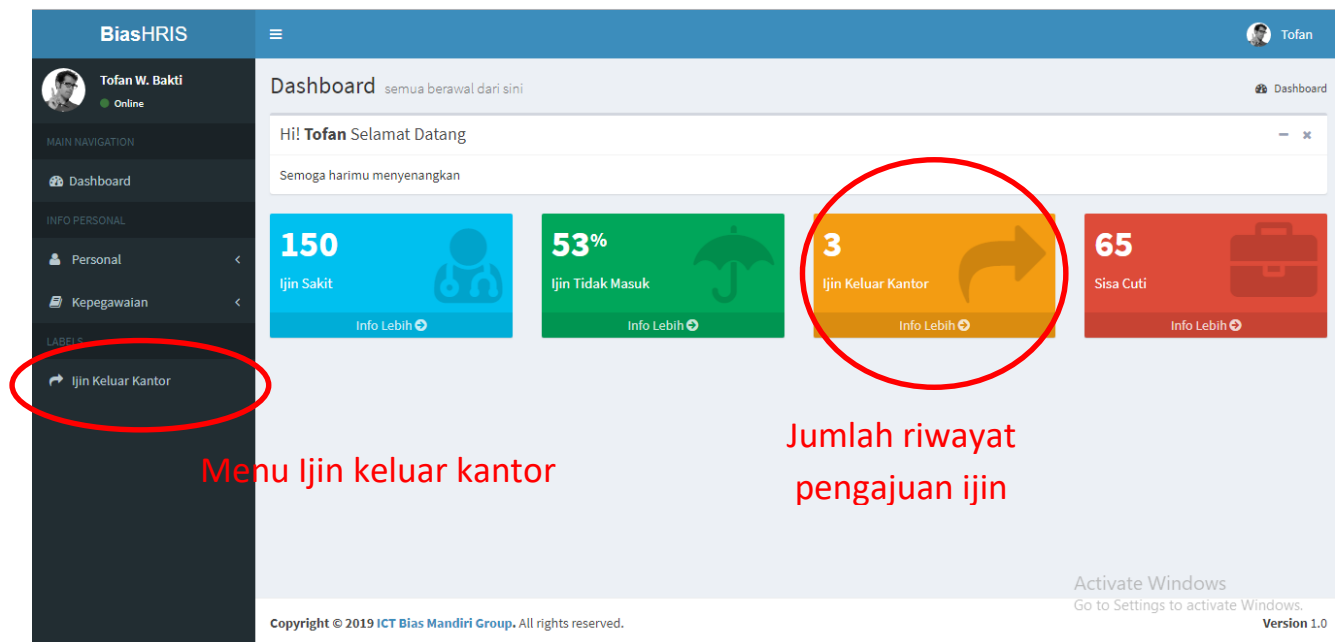 BiasHRIS
Tofan
Tofan W. Bakti
Online
Dashboard semua berawal dari sini
Dashboard
MAIN NAVIGATION
Hi! Tofan Selamat Datang
Dashboard
Semoga harimu menyenangkan
INFO PERSONAL
Personal
Kepegawaian
LABELS
Ijin Keluar Kantor
150
Ijin Sakit
Info Lebih
53%
Ijin Tidak Masuk
Info Lebih
3
Ijin Keluar Kantor
Info Lebih
65
Sisa Cuti
Info Lebih
Menu Ijin keluar kantor
Jumlah riwayat
pengajuan ijin
Activate Windows
Go to Settings to activate Windows.
Copyright © 2019 ICT Bias Mandiri Group. All rights reserved.
Version 1.0